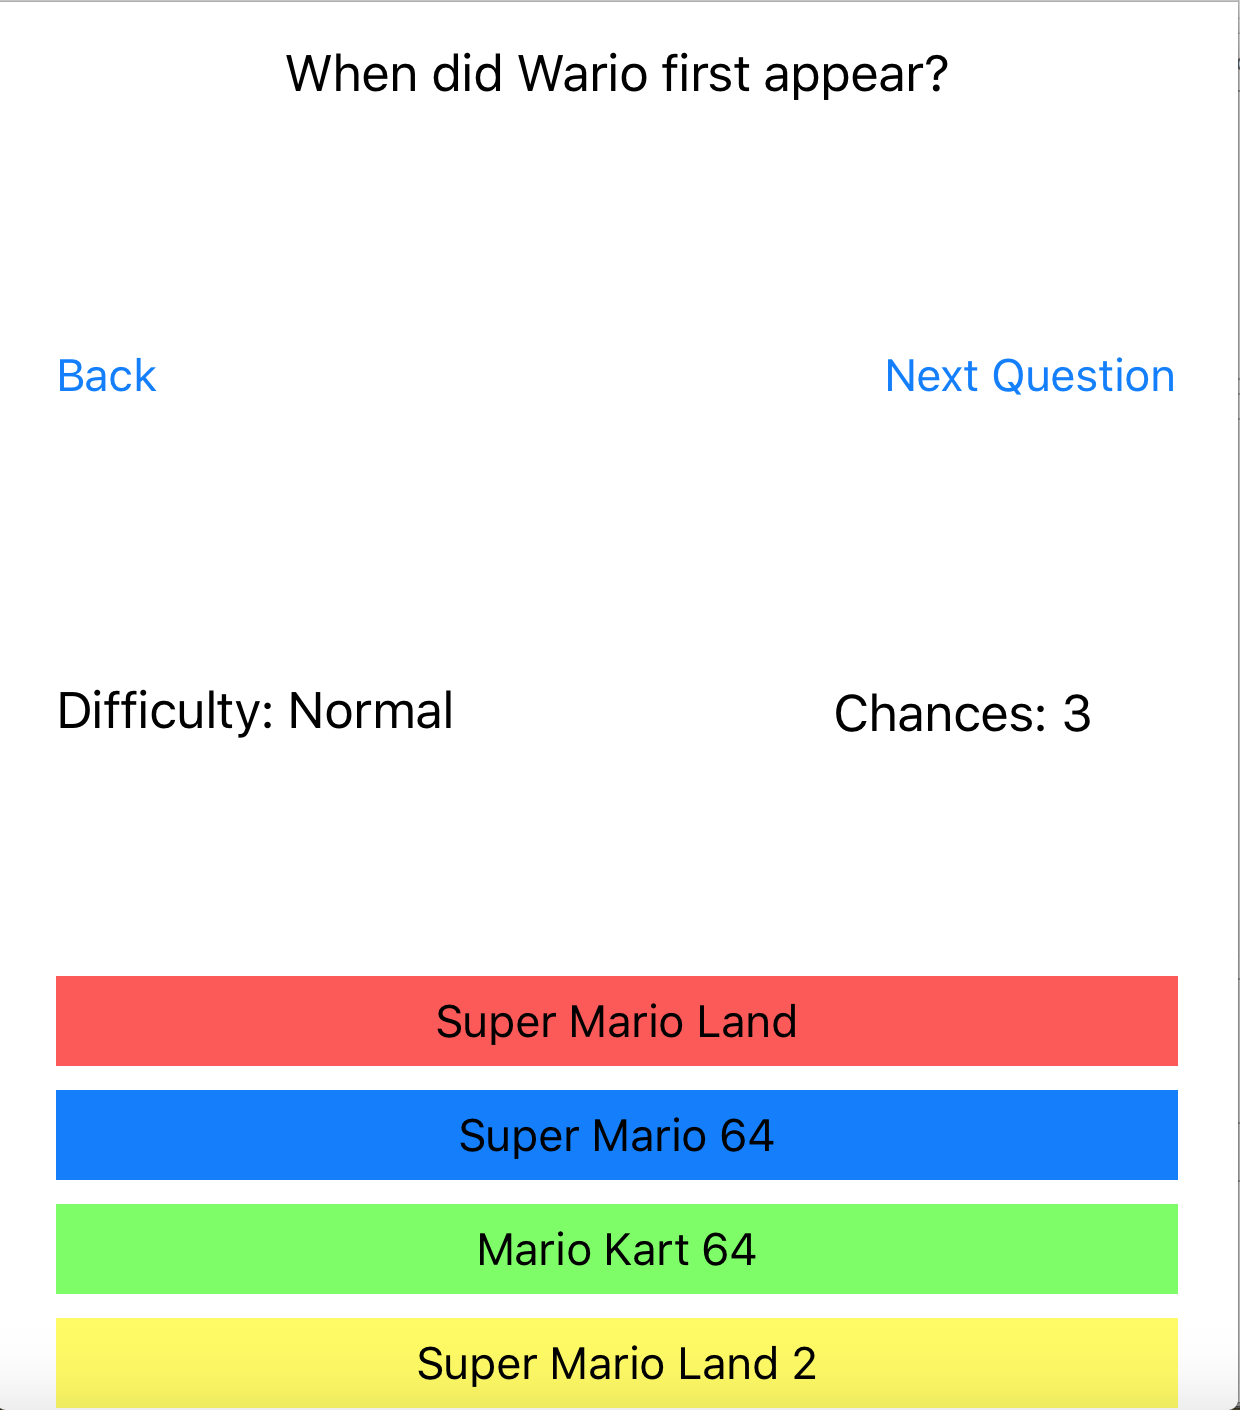 When did Wario first appear?
Back
Next Question
Difficulty: Normal
Chances: 3
Super Mario Land
Super Mario 64
Mario Kart 64
Super Mario Land 2